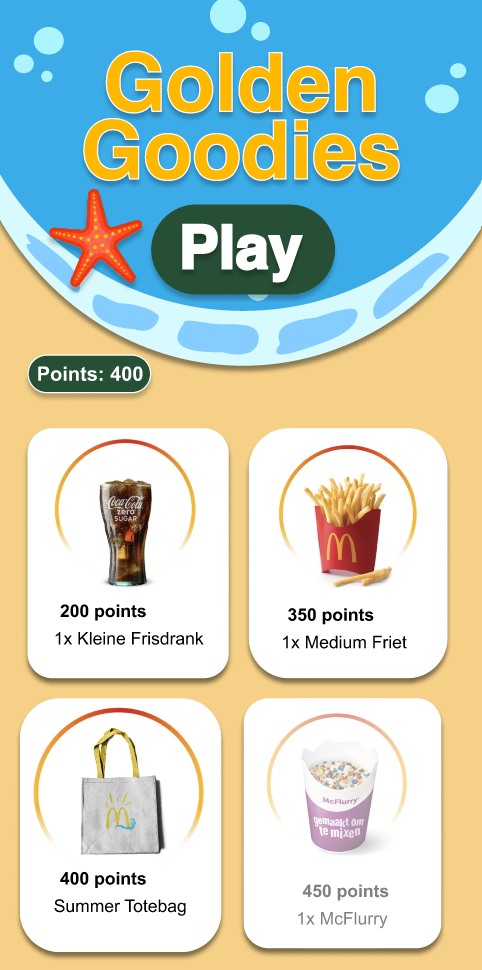 Golden
Goodies
Play
Points: 400
Coca-Cola
zero
SUGAR
200 points
1x Kleine Frisdrank
350 points
1x Medium Friet
400 points
Summer Totebag
McFlurry
gemaakt om
te mixen
450 points
1x McFlurry